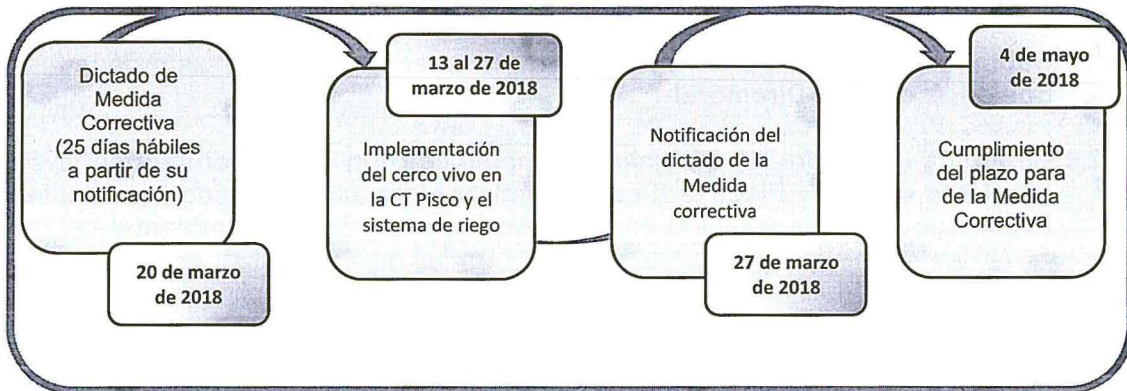 Dictado de
Medida
Correctiva
(25 días hábiles
a partir de su
notificación)
20 de marzo
de 2018
13 al 27 de
marzo de 2018
Implementación
del cerco vivo en
la CT Pisco y el
sistema de riego
Notificación del
dictado de la
Medida
correctiva
27 de marzo
de 2018
4 de mayo
de 2018
Cumplimiento
del plazo para
de la Medida
Correctiva